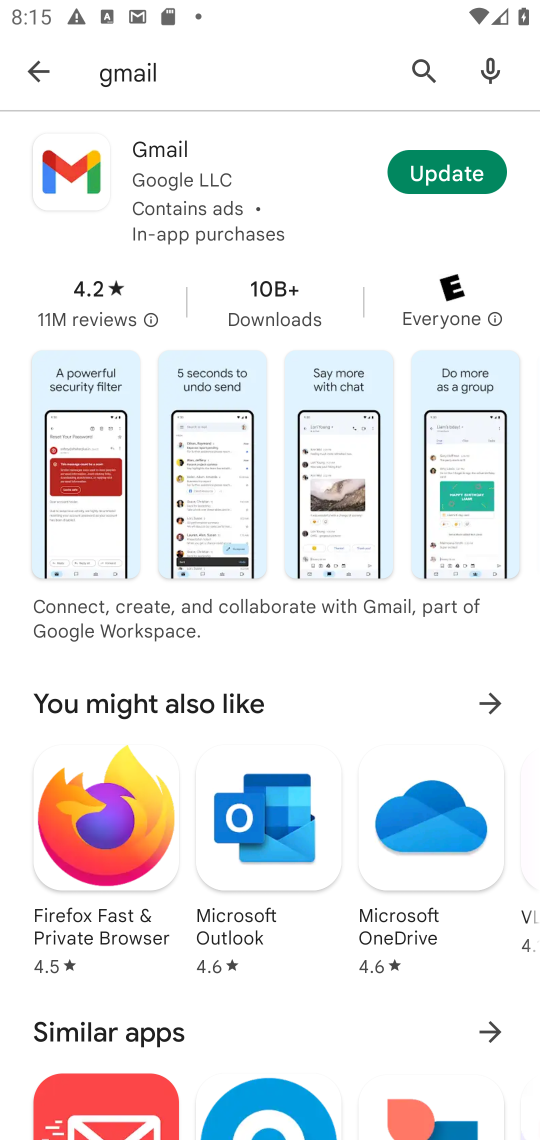 8:15
gmail
Gmail
Google LLC
Contains ads •
In-app purchases
Update
4.2★
11M reviews
10B+
Downloads
E
Everyone
A powerful
security filter
5 seconds to
undo send
Say more
with chat
Do more
as a group
HAPPY BIRTHDAY
LIAM!
Connect, create, and collaborate with Gmail, part of
Google Workspace.
You might also like
Firefox Fast &
Private Browser
4.5★
Microsoft
Outlook
4.6★
Microsoft
OneDrive
4.6★
Similar apps